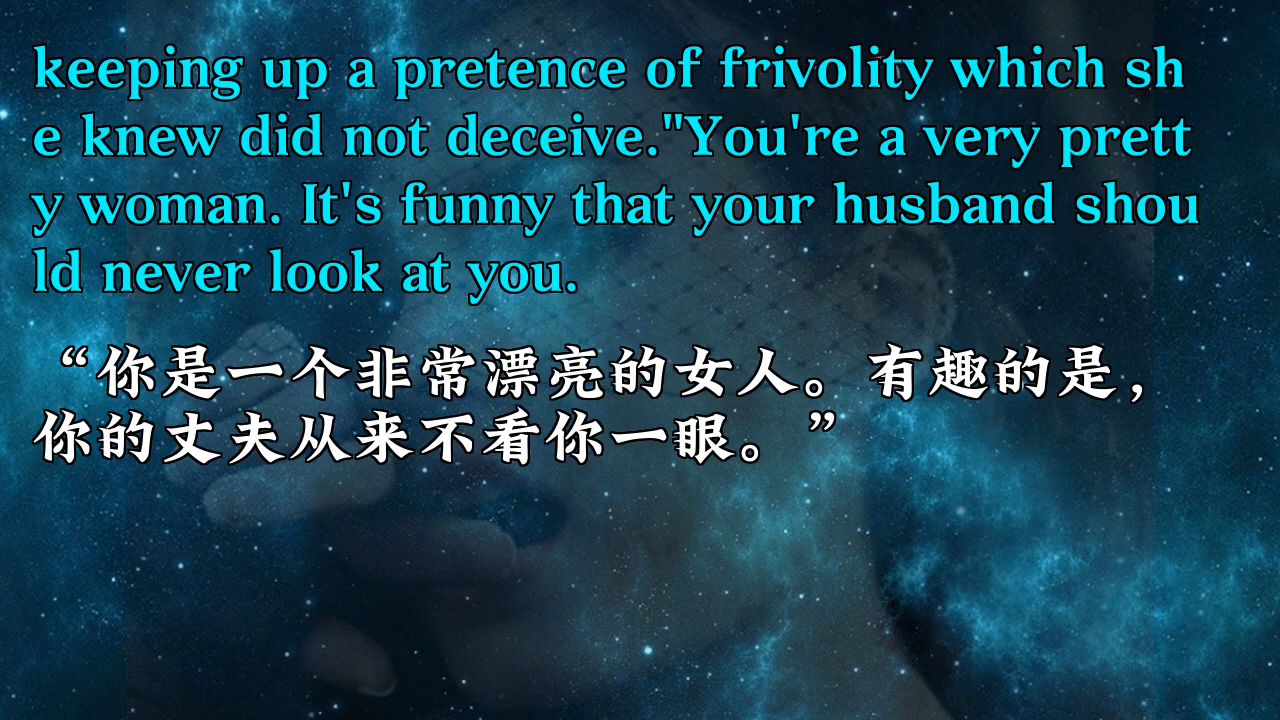 keeping up a pretence of frivolity which sh
e knew did not deceive."You're a very prett
y woman. It's funny that your husband shou
ld never look at you.
“你是一个非常漂亮的女人。有趣的是，
你的丈夫从来不看你一眼。”